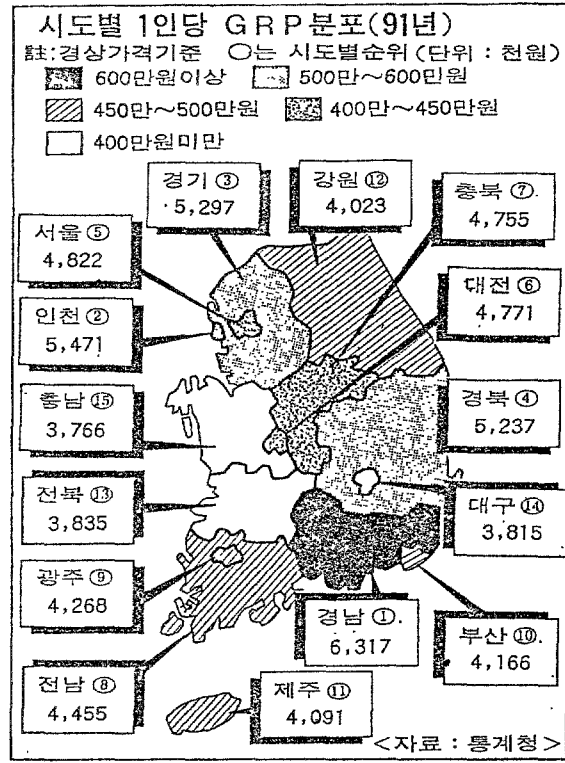 시도별 1인당 GRP분포(91년)
註:경상가격기준 ○는 시도별순위(단위 : 천원)
600만원이상 500만~600민원
450만~500만원 400만~450만원
400만원미만
경기 ③
5,297
강원 ⑫
4,023
충북 ⑦
4,755
서울 ⑤
4,822
대전 ⑥
4,771
인천 ②
5,471
충남 ⑮
3,766
경북 ④
5,237
전북 ⑬
3,835
대구 ⑭
3,815
광주 ⑨
4,268
경남 ①
6,317
부산 ⑩
4,166
전남 ⑧
4,455
제주 ⑪
4,091
<자료 : 통계청>